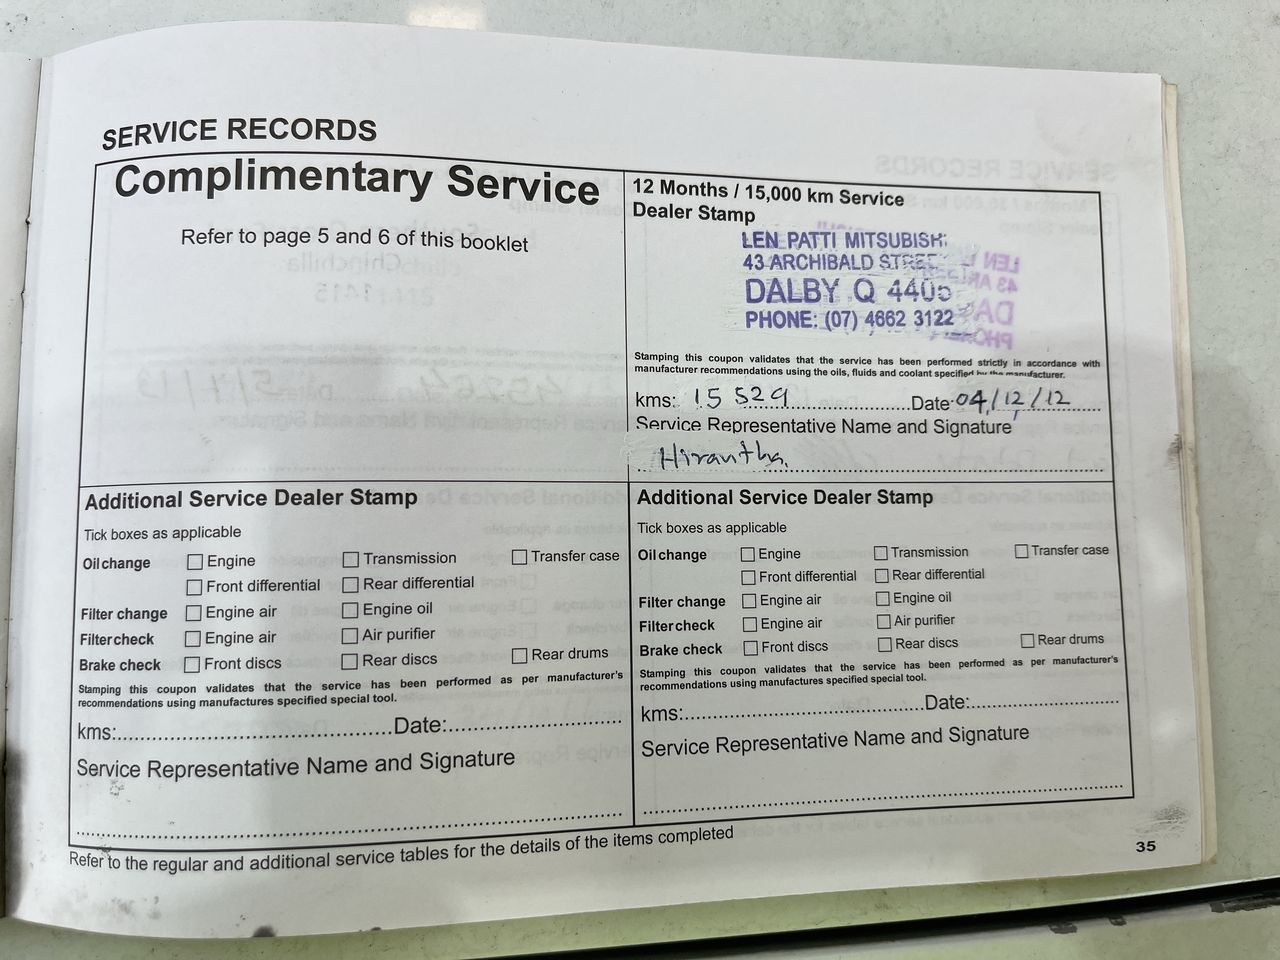 SERVICE RECORDS
Complimentary Service
Refer to page 5 and 6 of this booklet
12 Months / 15,000 km Service
Dealer Stamp
LEN PATTI MITSUBISHI
43 ARCHIBALD STREET
DALBY Q 4405
PHONE: (07) 4662 3122
Stamping this coupon validates that the service has been performed strictly in accordance with
manufacturer recommendations using the oils, fluids and coolant specified by the manufacturer.
kms: 15 529 Date 04/12/12
Service Representative Name and Signature
Hirantha.
Additional Service Dealer Stamp
Tick boxes as applicable
Oil change Engine Transmission Transfer case
Front differential Rear differential
Filter change Engine air Engine oil
Filter check Engine air Air purifier
Brake check Front discs Rear discs Rear drums
Stamping this coupon validates that the service has been performed as per manufacturer's
recommendations using manufactures specified special tool.
kms:..........Date:..........
Service Representative Name and Signature
Additional Service Dealer Stamp
Tick boxes as applicable
Oil change Engine Transmission Transfer case
Front differential Rear differential
Filter change Engine air Engine oil
Filter check Engine air Air purifier
Brake check Front discs Rear discs Rear drums
Stamping this coupon validates that the service has been performed as per manufacturer's
recommendations using manufactures specified special tool.
kms:..........Date:..........
Service Representative Name and Signature
Refer to the regular and additional service tables for the details of the items completed
35